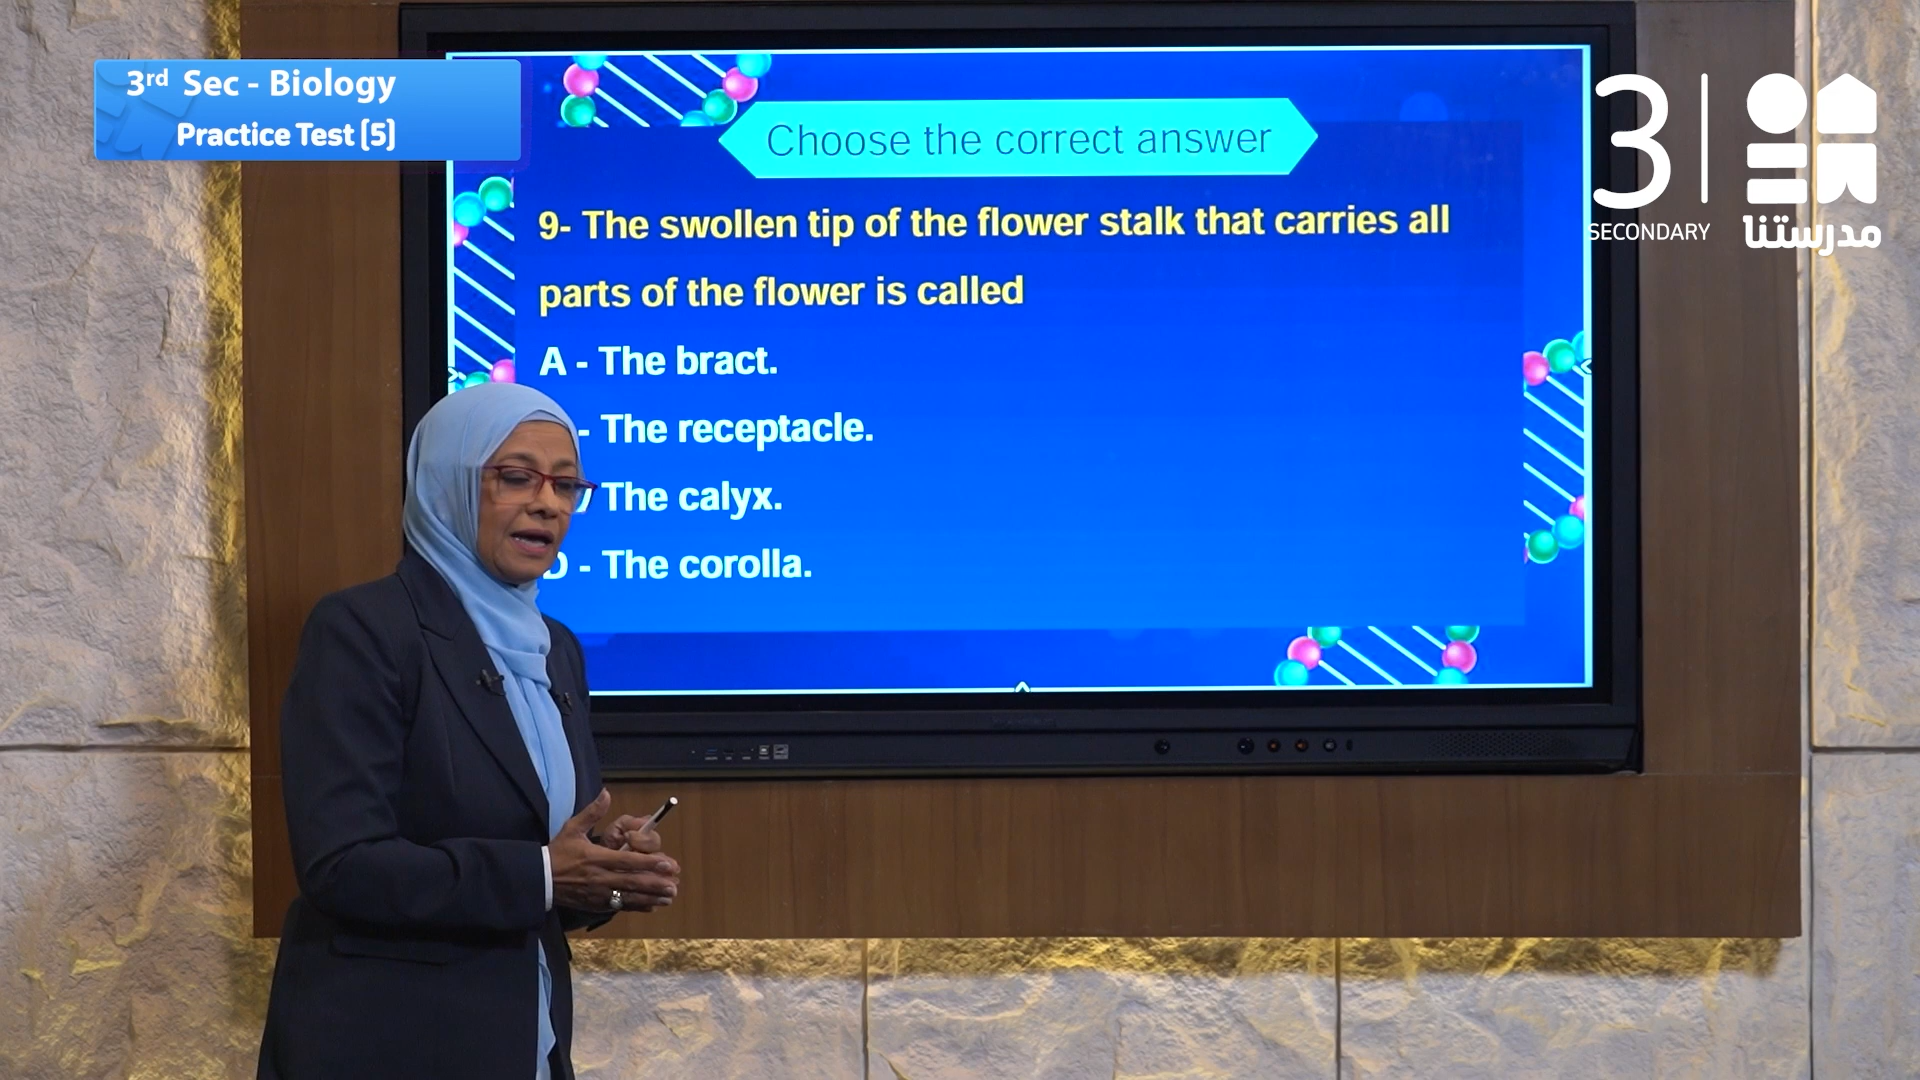 3rd Sec - Biology
Practice Test (5)
Choose the correct answer
9- The swollen tip of the flower stalk that carries all
parts of the flower is called
A - The bract.
- The receptacle.
The calyx.
D - The corolla.
3
SECONDARY
مدرستنا